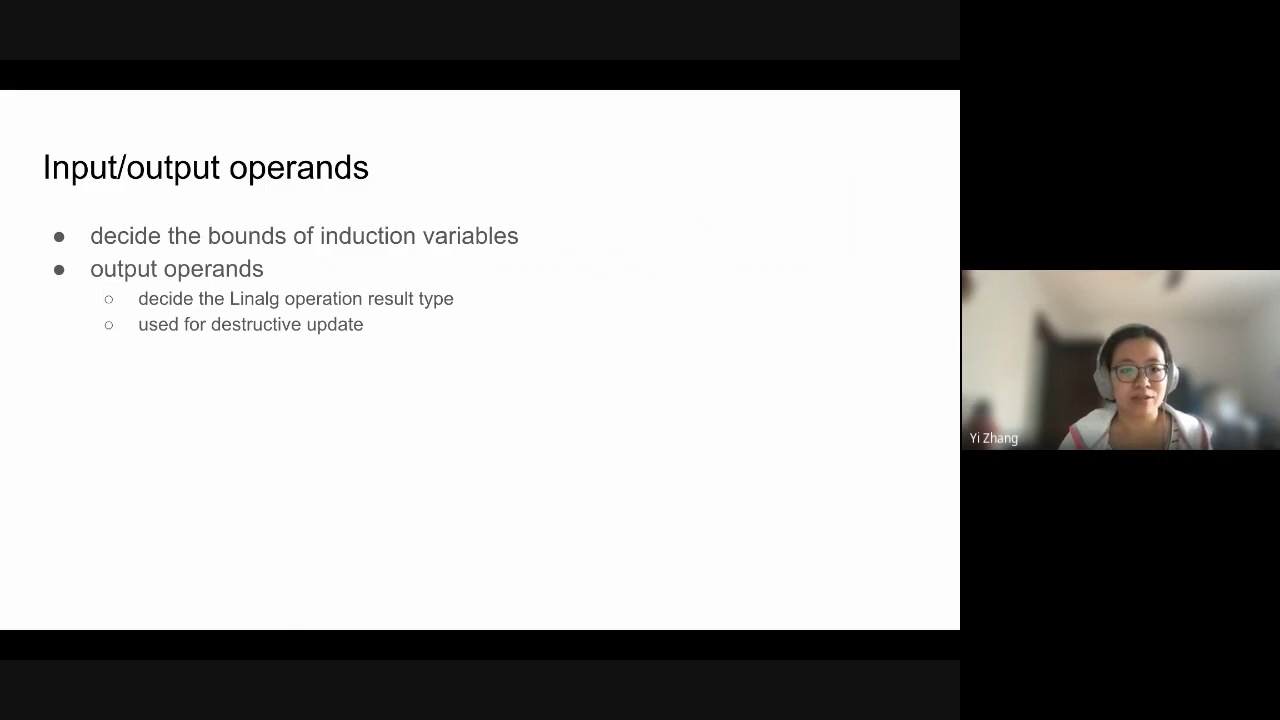 Input/output operands
● decide the bounds of induction variables
● output operands
○ decide the Linalg operation result type
○ used for destructive update
Yi Zhang